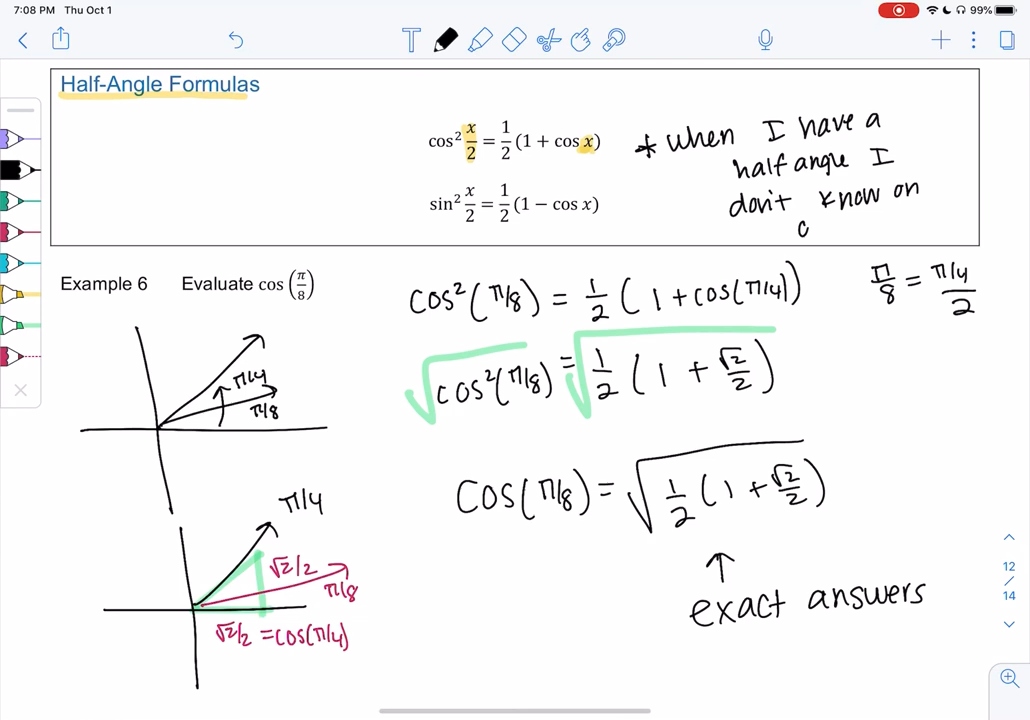 7:08 PM Thu Oct 1
99%
Half-Angle Formulas
cos² x/2 = 1/2 (1 + cos x)
sin² x/2 = 1/2 (1 − cos x)
* when I have a
half angle I
don't know on
a
Example 6 Evaluate cos (π/8)
cos²(π/8) = 1/2 (1 + cos(π/4))
π/8 = π/4/2
√cos²(π/8) = √1/2 (1 + √2/2)
cos(π/8) = √1/2 (1 + √2/2)
↑
exact answers
π/4
π/8
π/4
√2/2
π/8
√2/2 = cos(π/4)
12
/
14